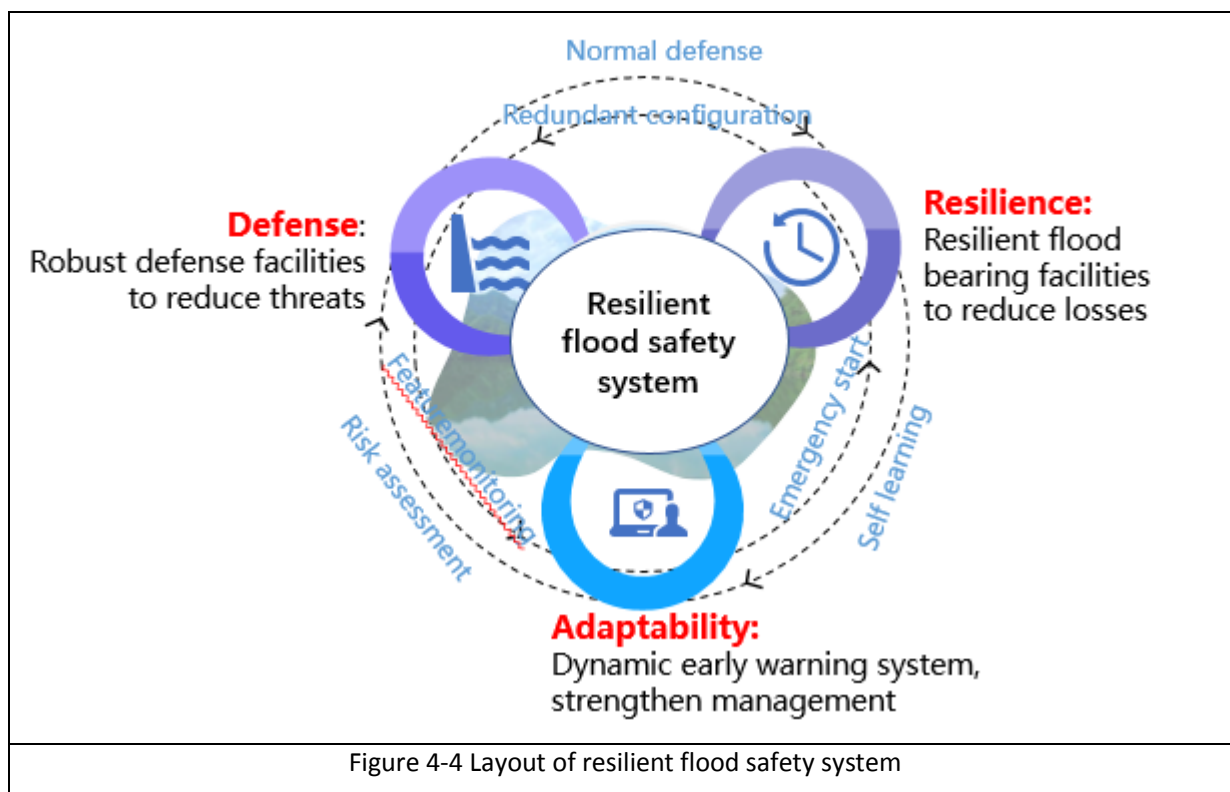 Normal defense
Redundant configuration
Defense:
Robust defense facilities
to reduce threats
Resilience:
Resilient flood
bearing facilities
to reduce losses
Resilient
flood safety
system
Featuremonitoring
Risk assessment
Emergency start
Self learning
Adaptability:
Dynamic early warning system,
strengthen management
Figure 4-4 Layout of resilient flood safety system